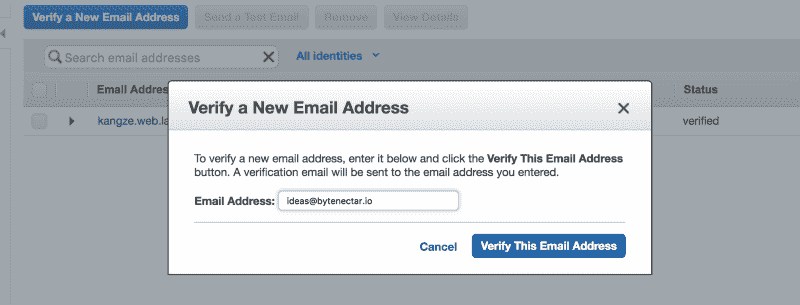 Verify a New Email Address Send a Test Email Remove View Details
Search email addresses All identities
Email Addre Status
Verify a New Email Address
kangze.web.la verified
To verify a new email address, enter it below and click the Verify This Email Address
button. A verification email will be sent to the email address you entered.
Email Address: ideas@bytenectar.io
Cancel Verify This Email Address